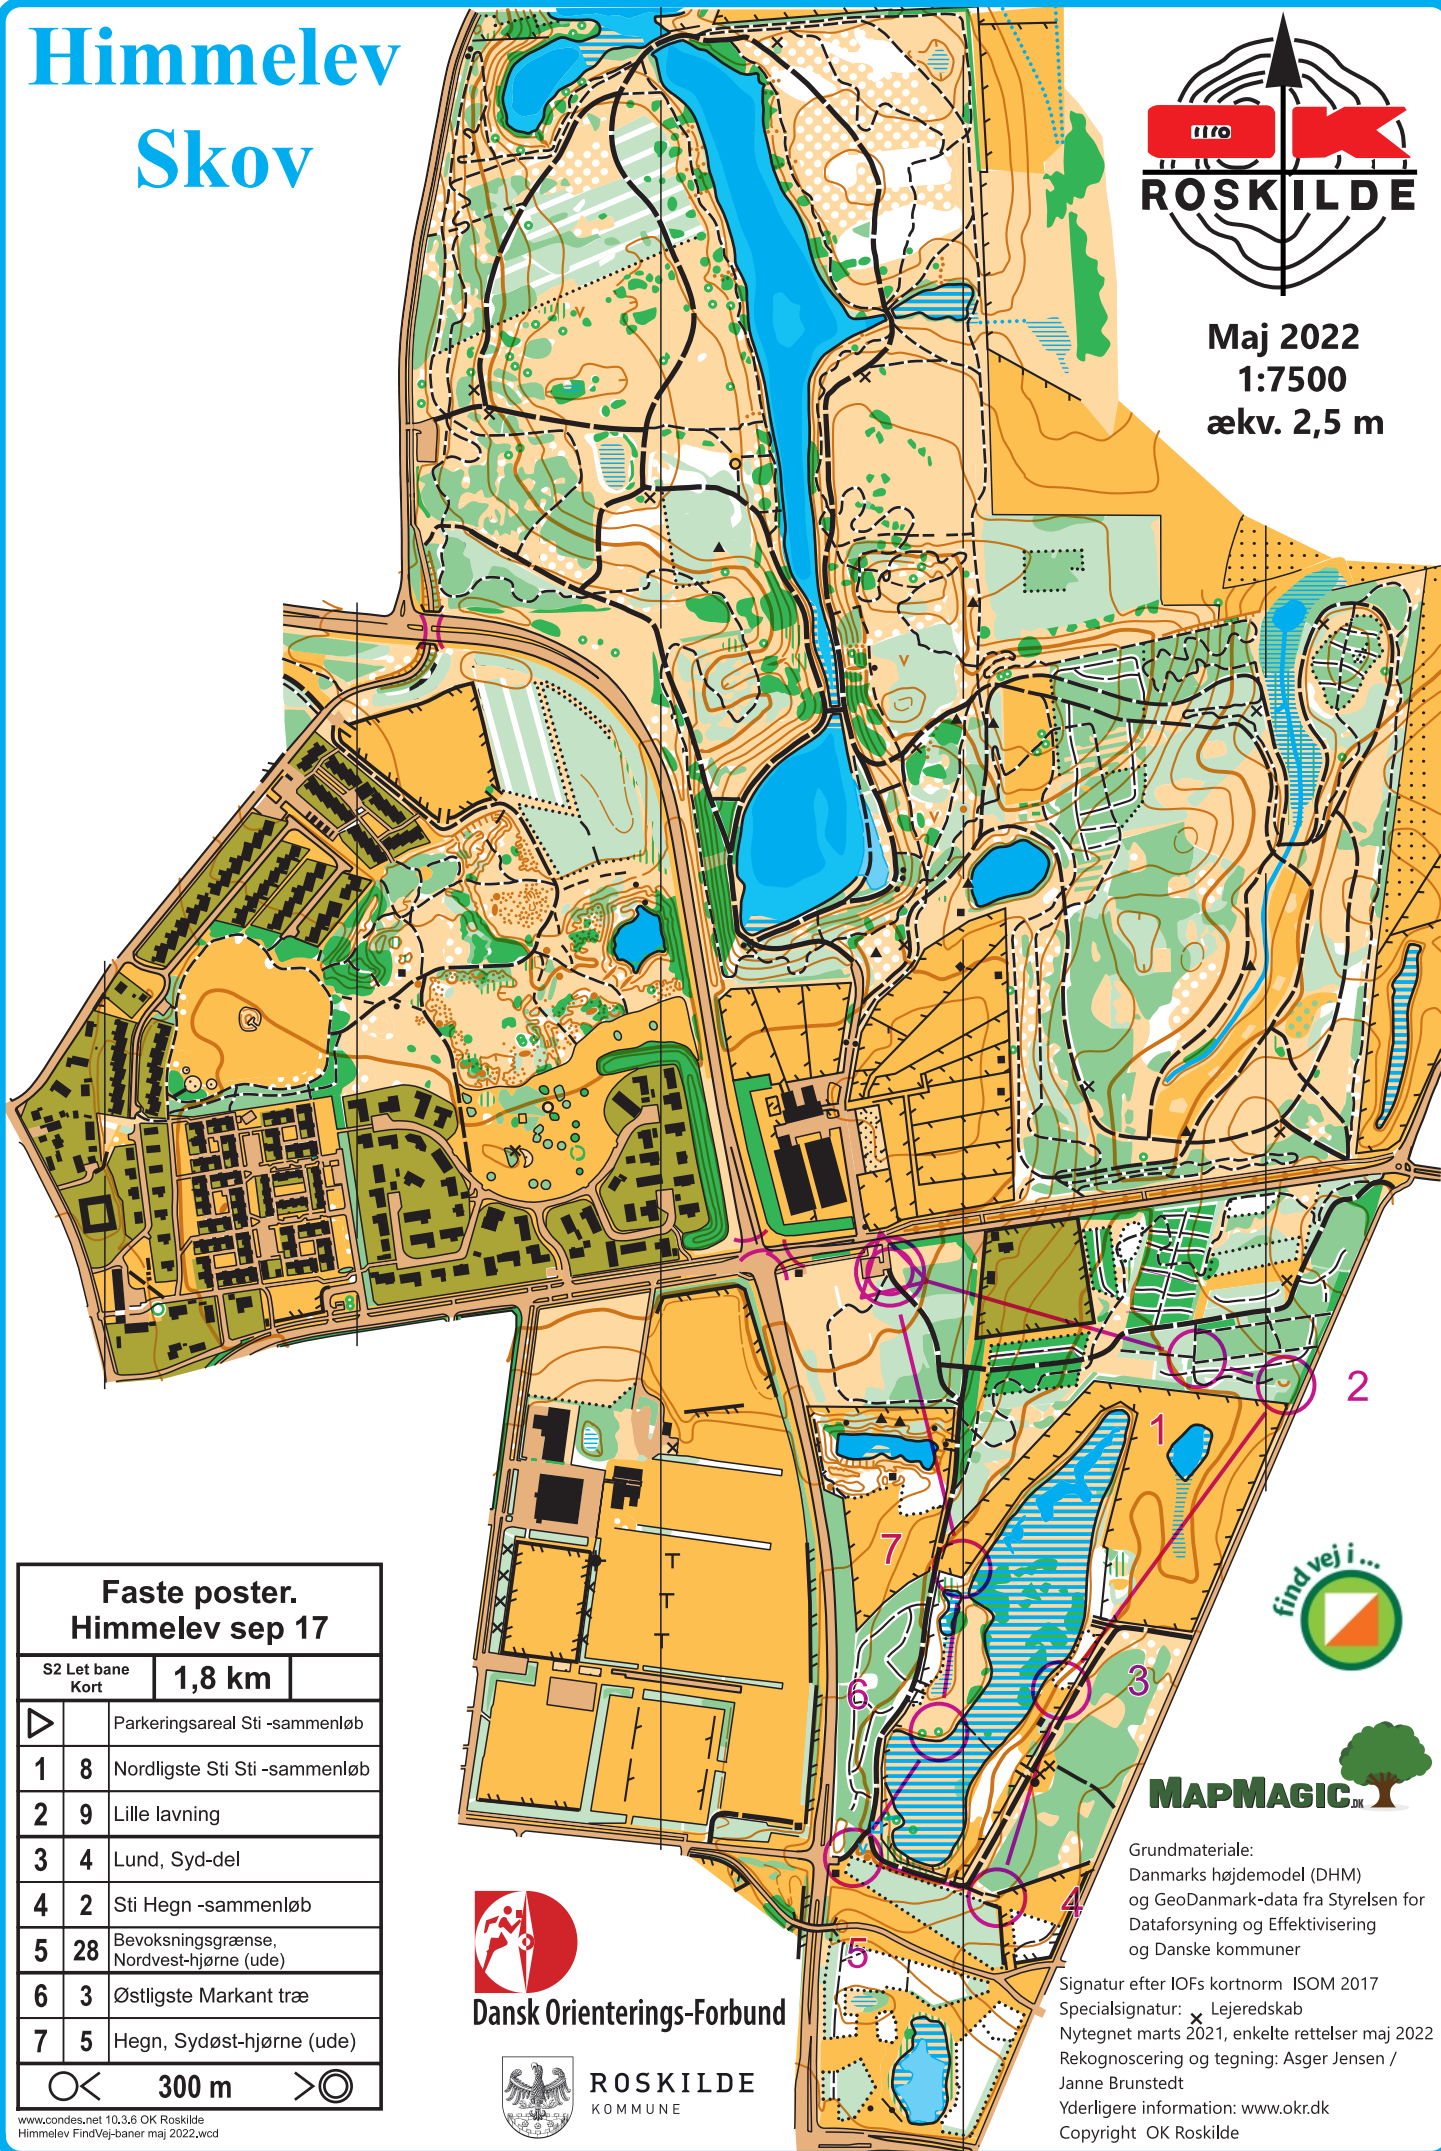 Himmelev
Skov
OK
ROSKILDE
Maj 2022
1:7500
ækv. 2,5 m
1
2
3
4
5
6
7
find vej i ...
MAPMAGIC.DK
Faste poster.
Himmelev sep 17
S2 Let bane
Kort
1,8 km
Parkeringsareal Sti -sammenløb
1 8 Nordligste Sti Sti -sammenløb
2 9 Lille lavning
3 4 Lund, Syd-del
4 2 Sti Hegn -sammenløb
5 28 Bevoksningsgrænse,
Nordvest-hjørne (ude)
6 3 Østligste Markant træ
7 5 Hegn, Sydøst-hjørne (ude)
300 m
www.condes.net 10.3.6 OK Roskilde
Himmelev FindVej-baner maj 2022.wcd
Dansk Orienterings-Forbund
ROSKILDE
KOMMUNE
Grundmateriale:
Danmarks højdemodel (DHM)
og GeoDanmark-data fra Styrelsen for
Dataforsyning og Effektivisering
og Danske kommuner
Signatur efter IOFs kortnorm ISOM 2017
Specialsignatur: × Lejeredskab
Nytegnet marts 2021, enkelte rettelser maj 2022
Rekognoscering og tegning: Asger Jensen /
Janne Brunstedt
Yderligere information: www.okr.dk
Copyright OK Roskilde